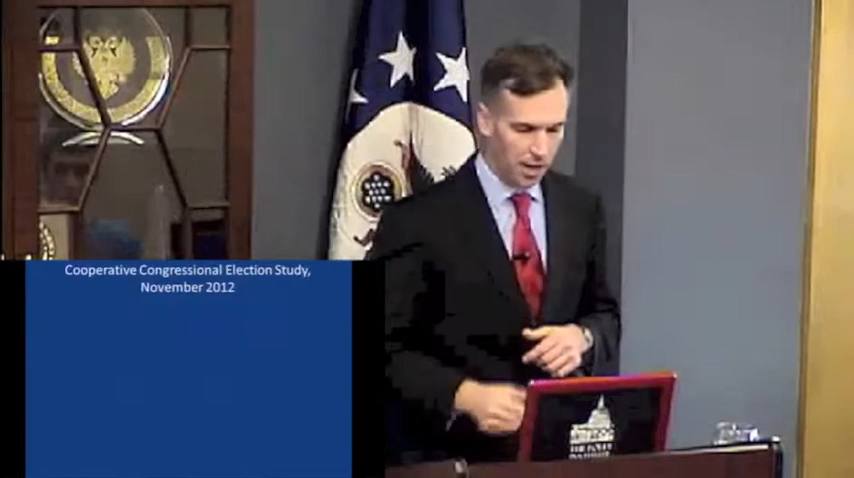 Cooperative Congressional Election Study,
November 2012